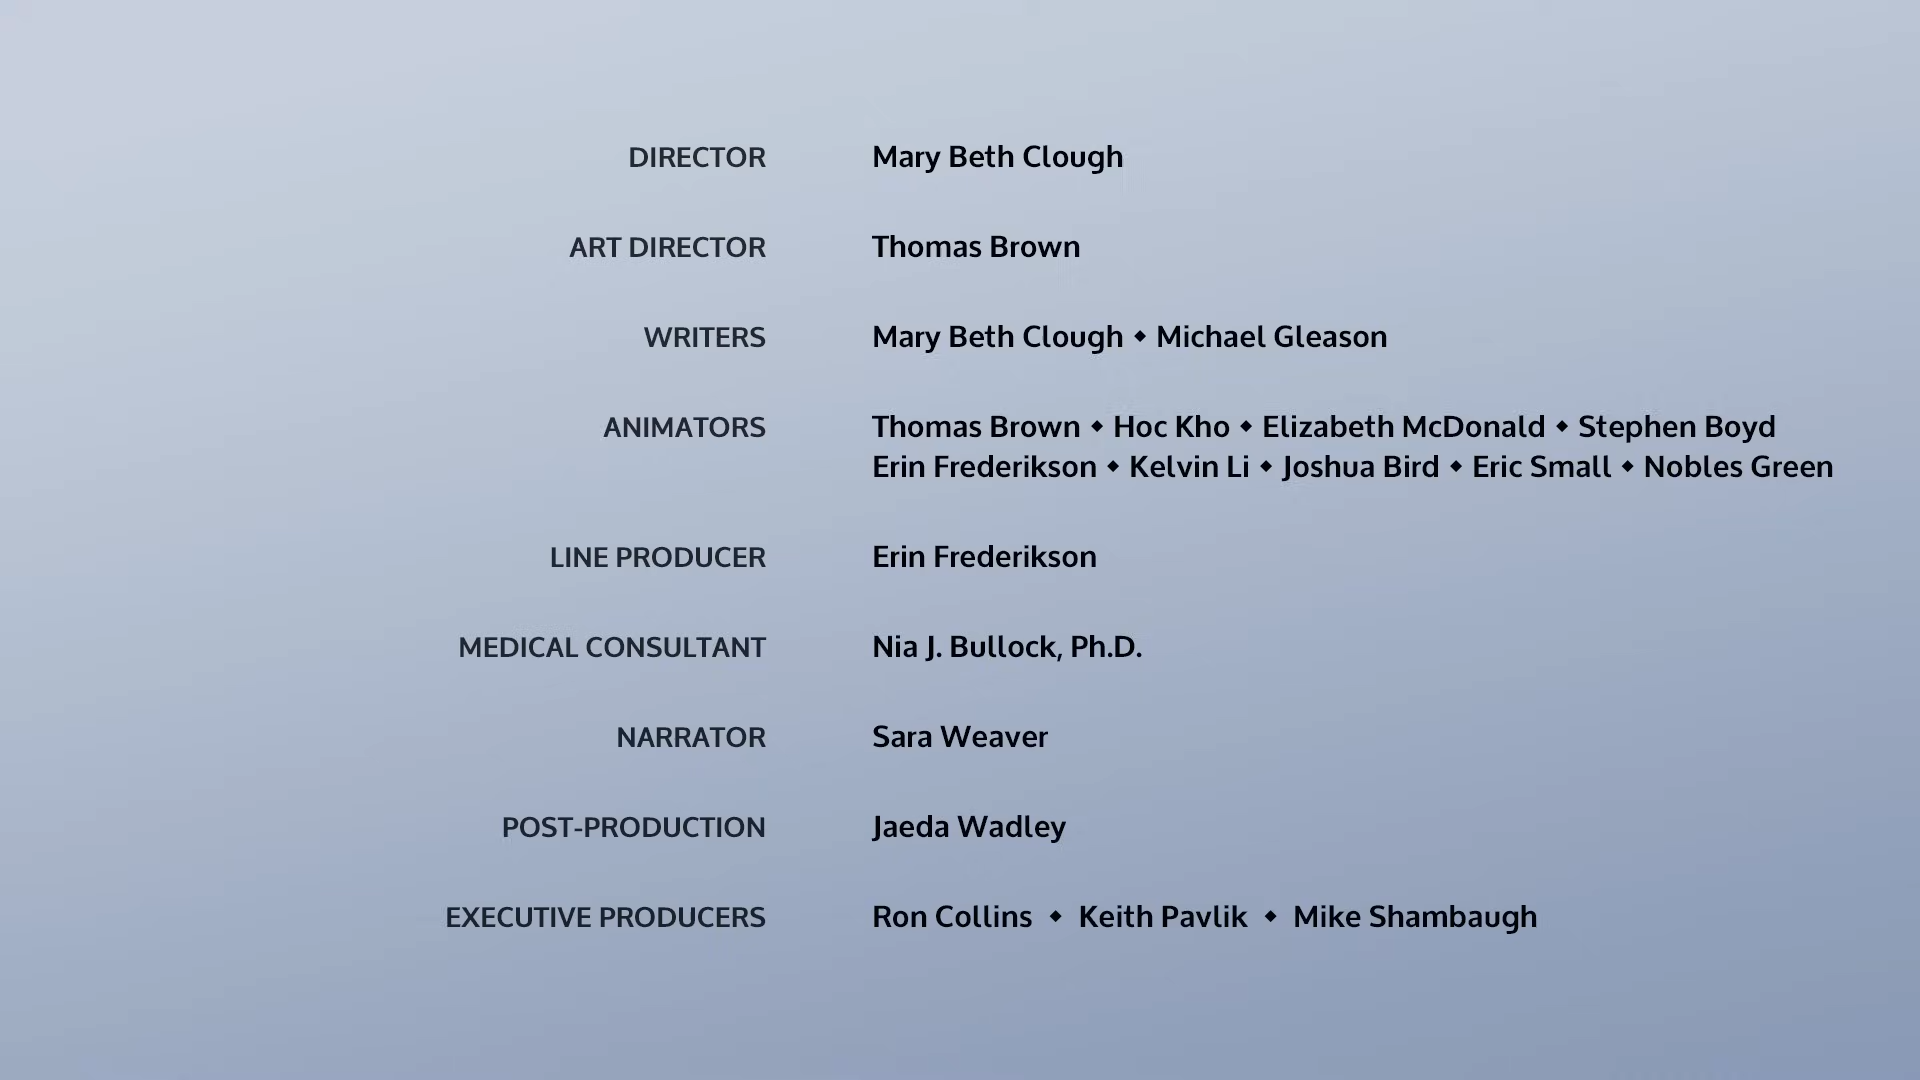 DIRECTOR Mary Beth Clough
ART DIRECTOR Thomas Brown
WRITERS Mary Beth Clough ◆ Michael Gleason
ANIMATORS Thomas Brown ◆ Hoc Kho ◆ Elizabeth McDonald ◆ Stephen Boyd
Erin Frederikson ◆ Kelvin Li ◆ Joshua Bird ◆ Eric Small ◆ Nobles Green
LINE PRODUCER Erin Frederikson
MEDICAL CONSULTANT Nia J. Bullock, Ph.D.
NARRATOR Sara Weaver
POST-PRODUCTION Jaeda Wadley
EXECUTIVE PRODUCERS Ron Collins ◆ Keith Pavlik ◆ Mike Shambaugh